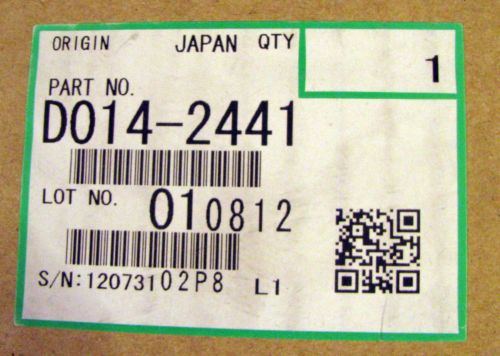 ORIGIN JAPAN QTY
1
PART NO.
D014-2441
LOT NO. 010812
S/N:12073102P8 L1